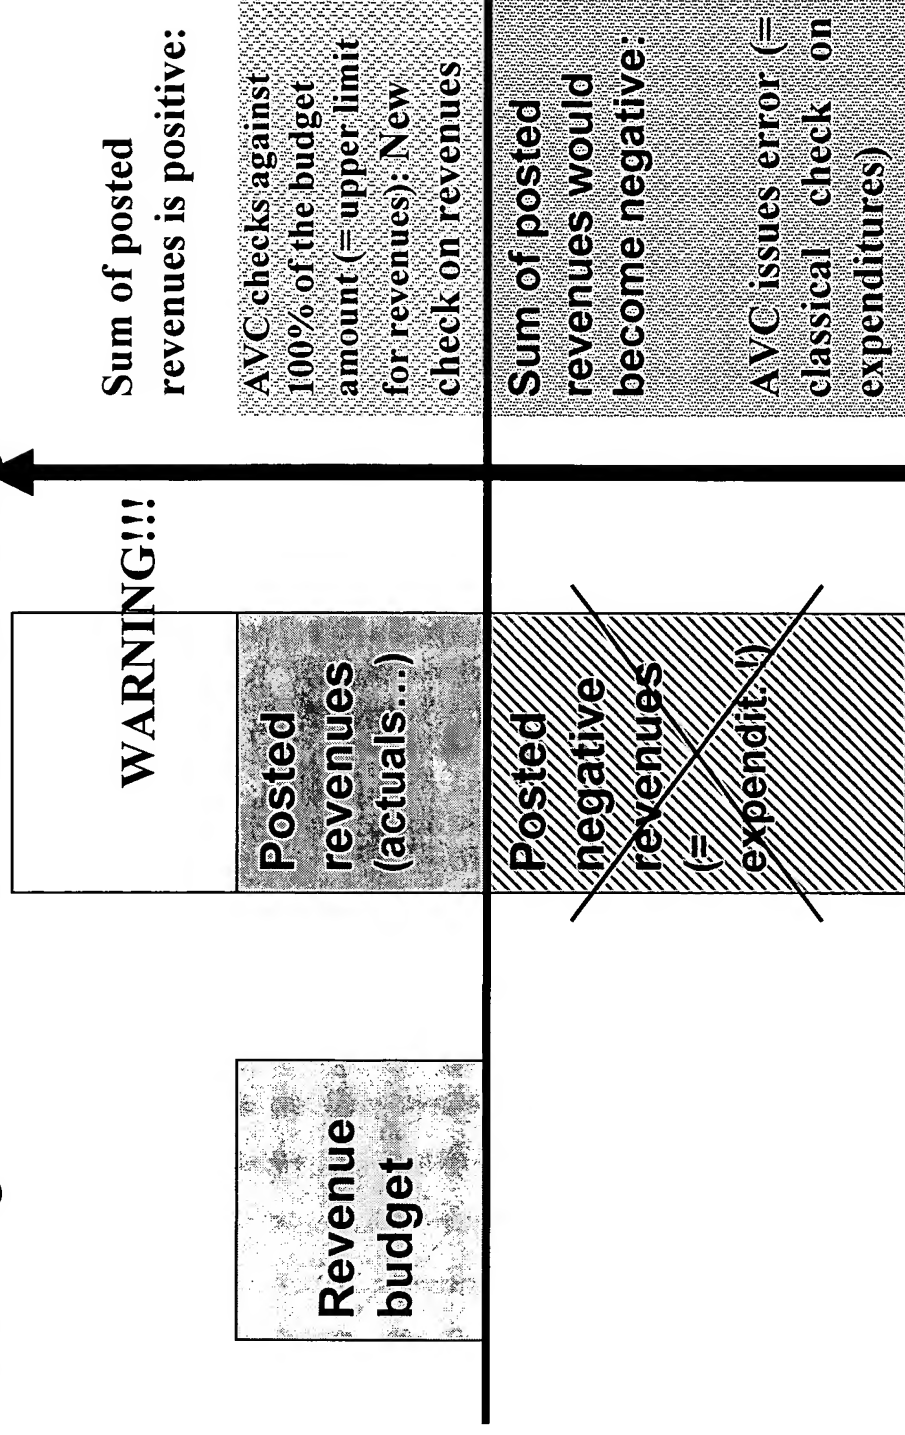 Revenue
budget
WARNING!!!
Posted
revenues
(actuals...)
Posted
negative
revenues
(=
expendit. !)
Sum of posted
revenues is positive:
AVC checks against
100% of the budget
amount (= upper limit
for revenues): New
check on revenues
Sum of posted
revenues would
become negative:
AVC issues error (=
classical check on
expenditures)